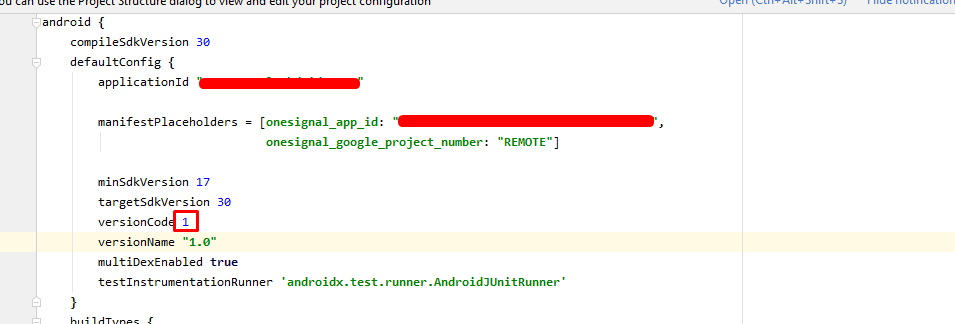 ou can use the Project Structure dialog to view and edit your project configuration
Open (Ctrl+Alt+Shift+S) Hide notification
android {
compileSdkVersion 30
defaultConfig {
applicationId " "
manifestPlaceholders = [onesignal_app_id: " ",
onesignal_google_project_number: "REMOTE"]
minSdkVersion 17
targetSdkVersion 30
versionCode 1
versionName "1.0"
multiDexEnabled true
testInstrumentationRunner 'androidx.test.runner.AndroidJUnitRunner'
}
buildTypes {